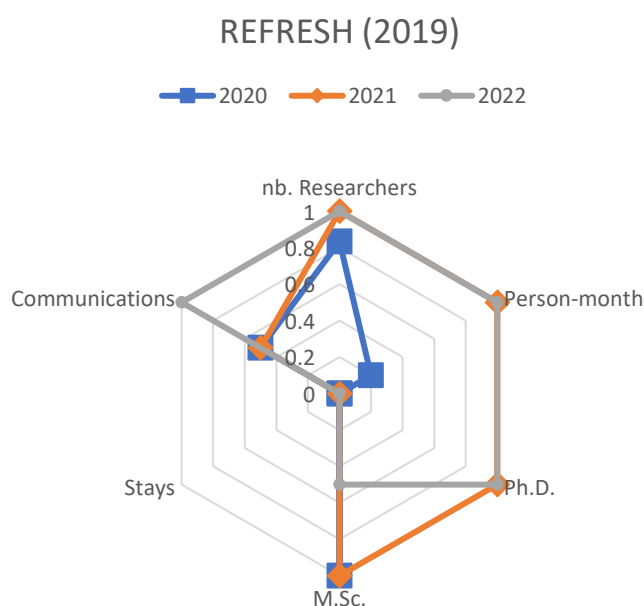 REFRESH (2019)
2020 2021 2022
nb. Researchers
1
0.8
0.6
0.4
0.2
0
Communications
Person-month
Stays
Ph.D.
M.Sc.